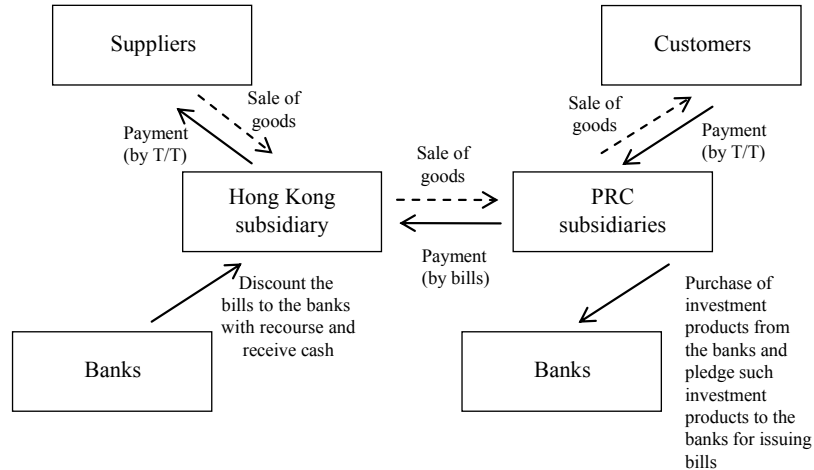 Suppliers
Customers
Sale of
goods
Payment
(by T/T)
Sale of
goods
Payment
(by T/T)
Hong Kong
subsidiary
Sale of
goods
Payment
(by bills)
PRC
subsidiaries
Discount the
bills to the banks
with recourse and
receive cash
Purchase of
investment
products from
the banks and
pledge such
investment
products to the
banks for issuing
bills
Banks
Banks